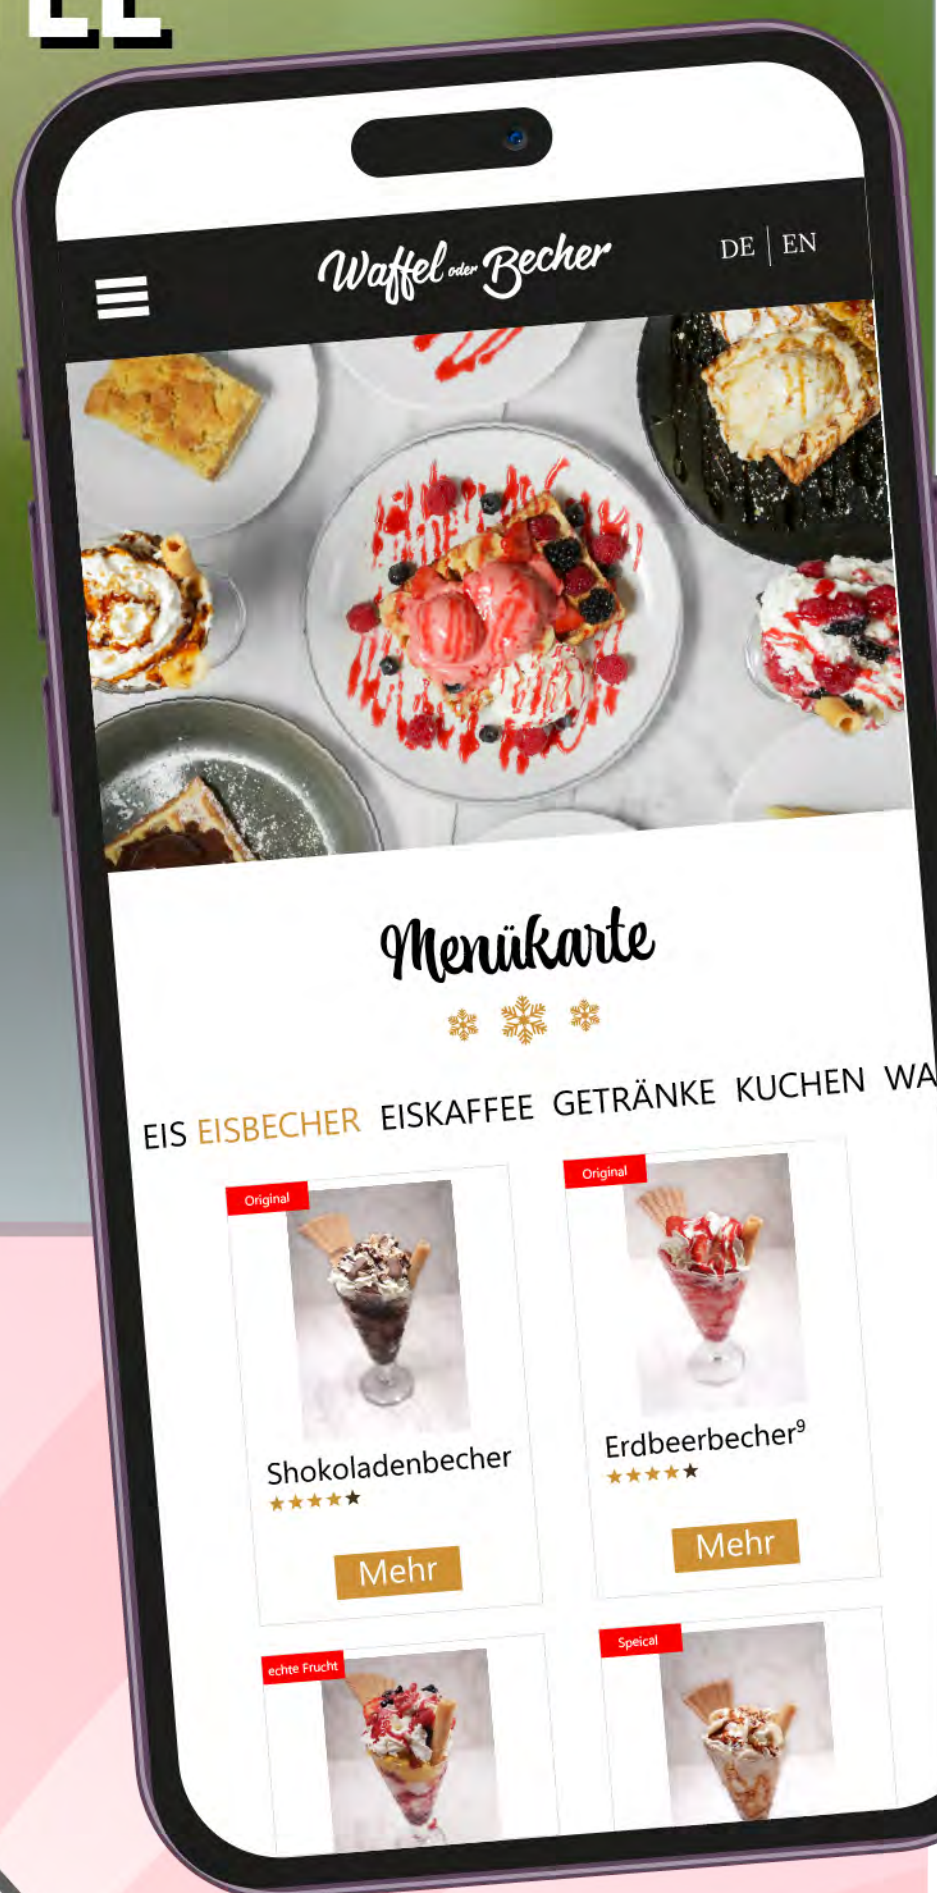 Waffel oder Becher
DE | EN
Menükarte
EIS EISBECHER EISKAFFEE GETRÄNKE KUCHEN WA
Original
Original
Shokoladenbecher
Erdbeerbecher⁹
Mehr
Mehr
echte Frucht
Speical